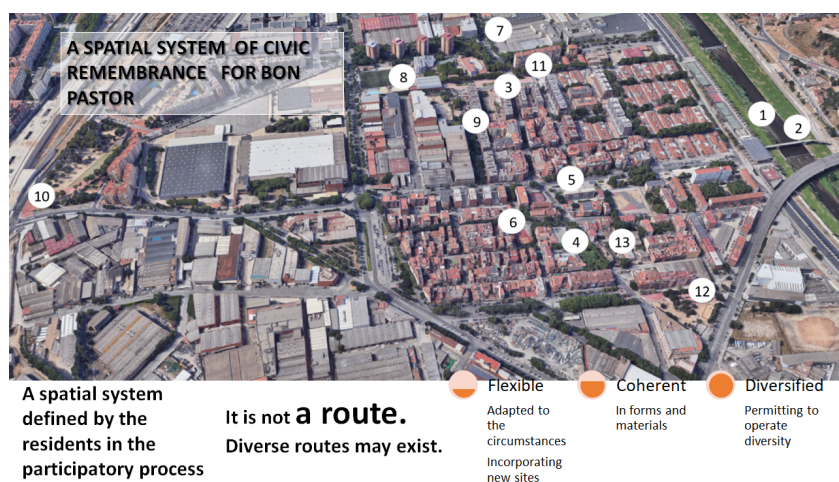 A SPATIAL SYSTEM OF CIVIC
REMEMBRANCE FOR BON
PASTOR
7
8
11
3
9
1
2
5
10
6
4
13
12
A spatial system
defined by the
residents in the
participatory process
It is not a route.
Diverse routes may exist.
Flexible
Adapted to
the
circumstances
Incorporating
new sites
Coherent
In forms and
materials
Diversified
Permitting to
operate
diversity